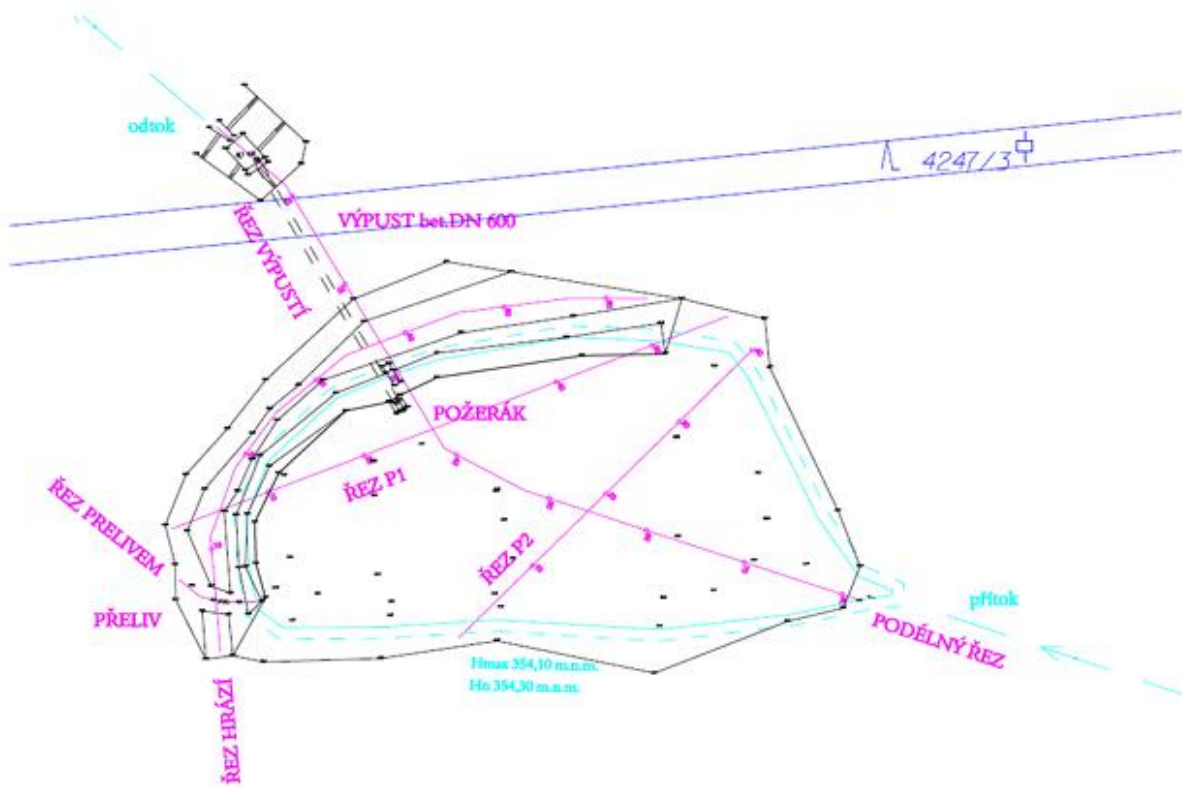 odtok
4247/3
VÝPUST bet.DN 600
ŘEZ VÝPUSTÍ
POŽERÁK
ŘEZ P1
ŘEZ PRELIVEM
ŘEZ P2
PŘELIV
přítok
PODÉLNÝ ŘEZ
Hmax 354,10 m.n.m.
Hn 354,30 m.n.m.
ŘEZ HRÁZÍ